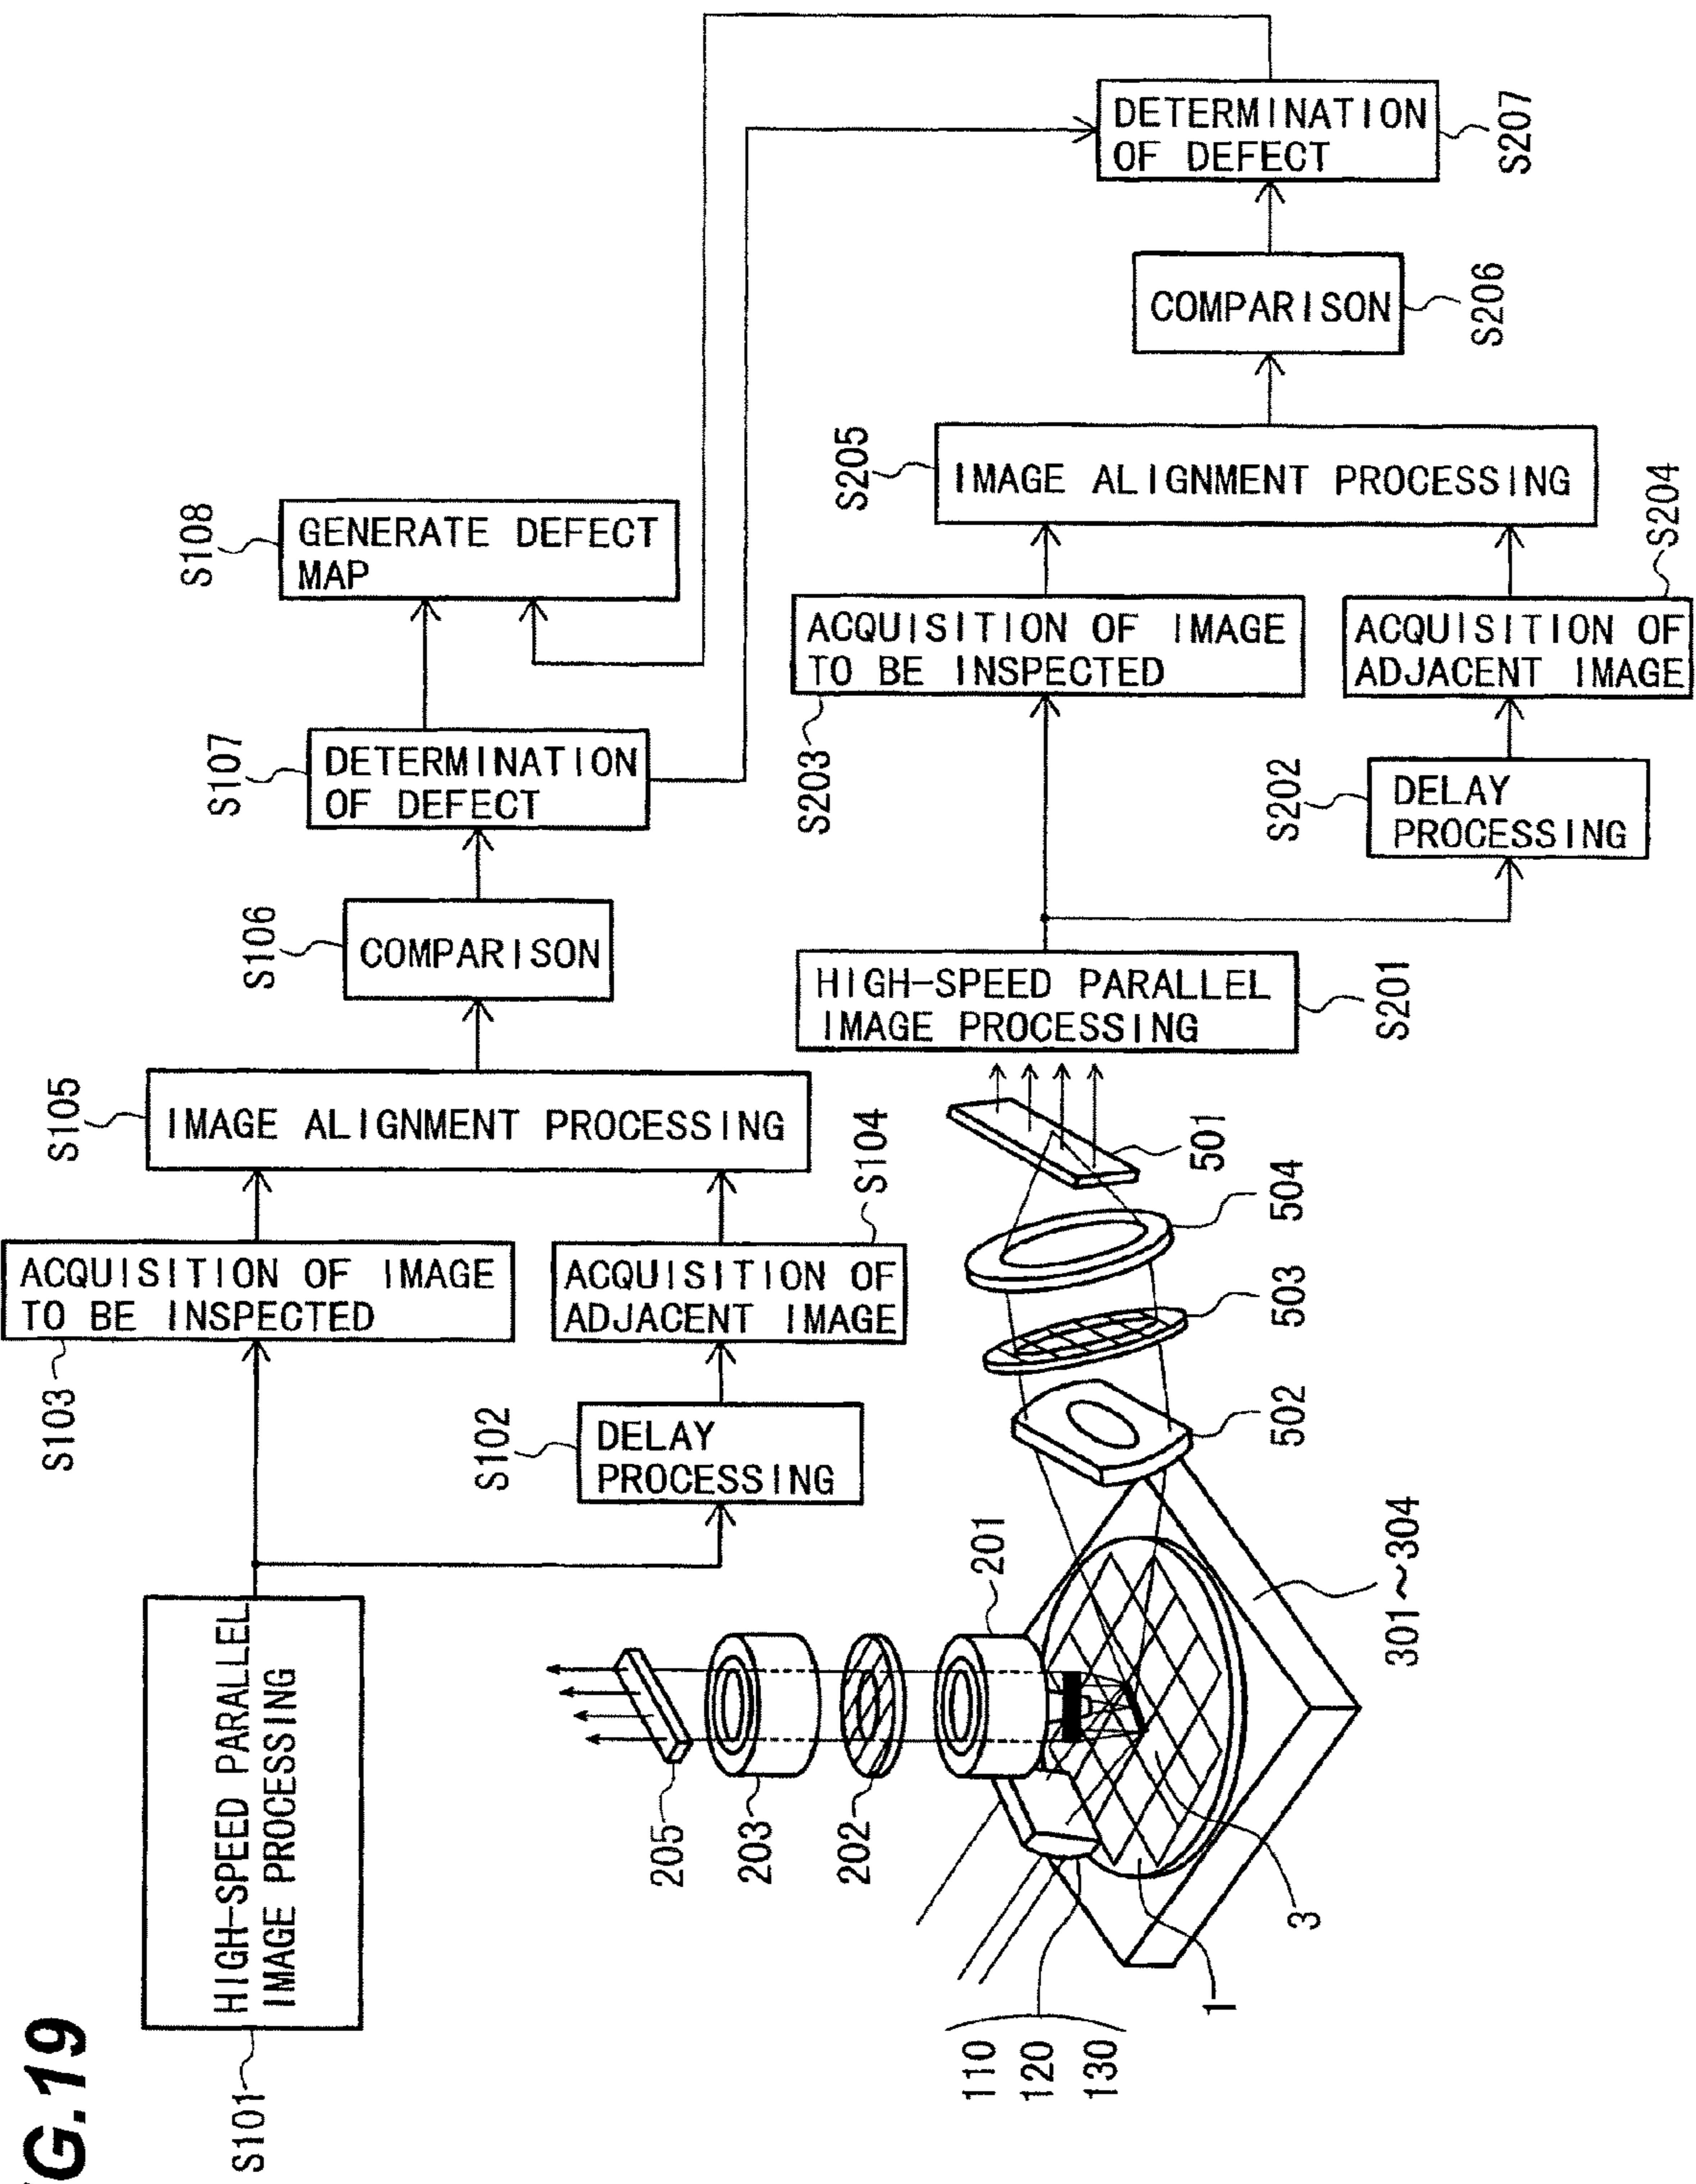 G.19
S101
HIGH-SPEED PARALLEL
IMAGE PROCESSING
S102
DELAY
PROCESSING
S103
ACQUISITION OF IMAGE
TO BE INSPECTED
S104
ACQUISITION OF
ADJACENT IMAGE
S105
IMAGE ALIGNMENT PROCESSING
S106
COMPARISON
S107
DETERMINATION
OF DEFECT
S108
GENERATE DEFECT
MAP
205
203
202
201
110
120
130
1
3
301~304
502
503
504
501
HIGH-SPEED PARALLEL
IMAGE PROCESSING
S201
S202
DELAY
PROCESSING
S203
ACQUISITION OF IMAGE
TO BE INSPECTED
S204
ACQUISITION OF
ADJACENT IMAGE
S205
IMAGE ALIGNMENT PROCESSING
COMPARISON
S206
DETERMINATION
OF DEFECT
S207